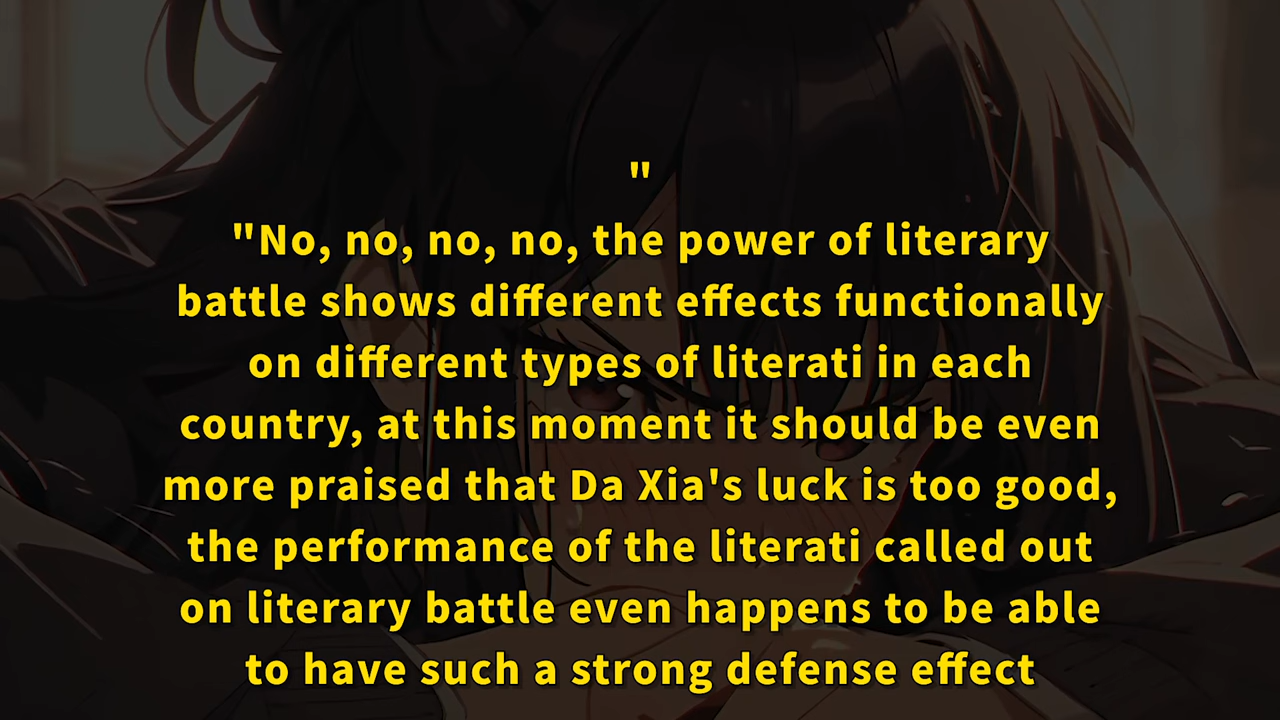 "
"No, no, no, no, the power of literary
battle shows different effects functionally
on different types of literati in each
country, at this moment it should be even
more praised that Da Xia's luck is too good,
the performance of the literati called out
on literary battle even happens to be able
to have such a strong defense effect